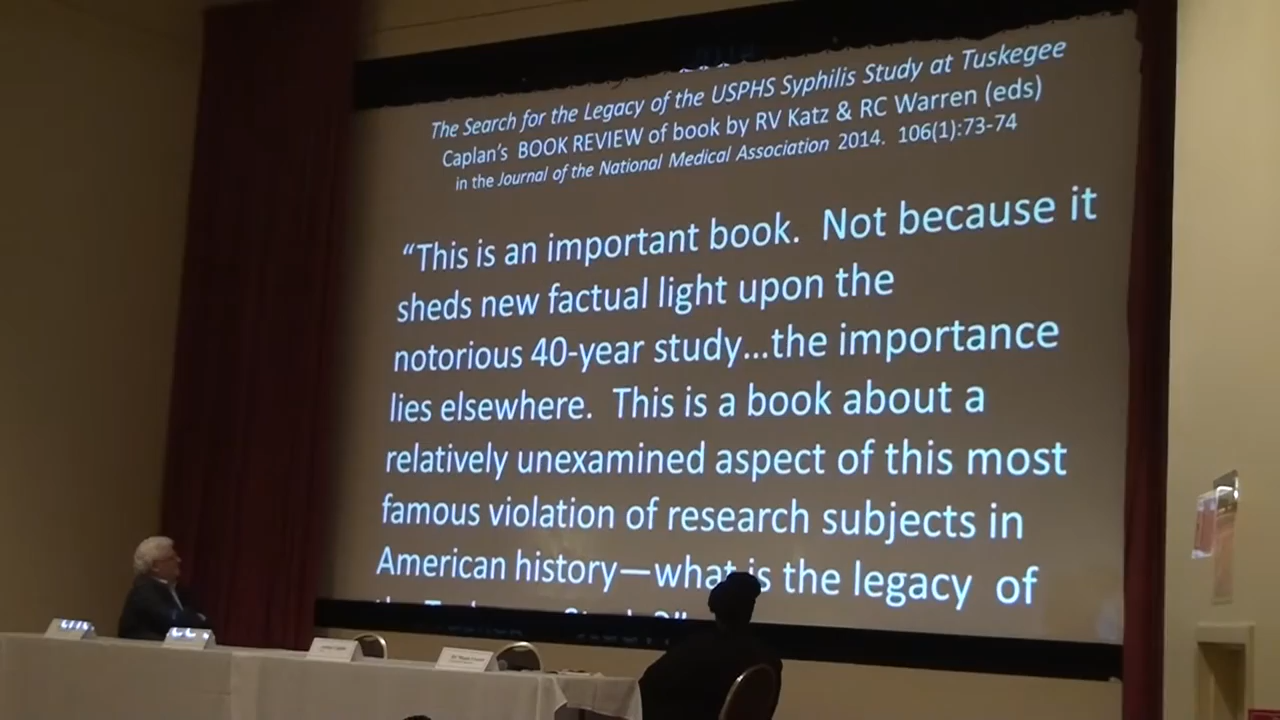 The Search for the Legacy of the USPHS Syphilis Study at Tuskegee
Caplan's BOOK REVIEW of book by RV Katz & RC Warren (eds)
in the Journal of the National Medical Association 2014. 106(1):73-74
“This is an important book. Not because it
sheds new factual light upon the
notorious 40-year study...the importance
lies elsewhere. This is a book about a
relatively unexamined aspect of this most
famous violation of research subjects in
American history—what is the legacy of